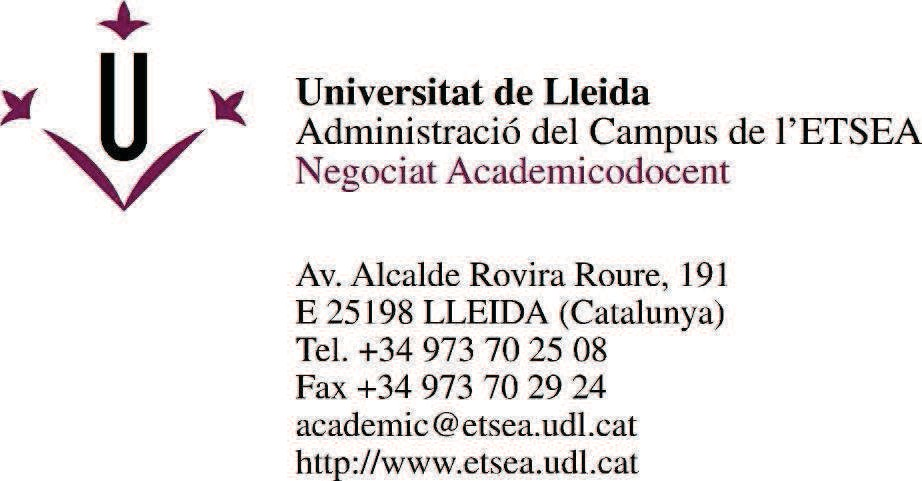 U
Universitat de Lleida
Administració del Campus de l'ETSEA
Negociat Academicodocent
Av. Alcalde Rovira Roure, 191
E 25198 LLEIDA (Catalunya)
Tel. +34 973 70 25 08
Fax +34 973 70 29 24
academic@etsea.udl.cat
http://www.etsea.udl.cat